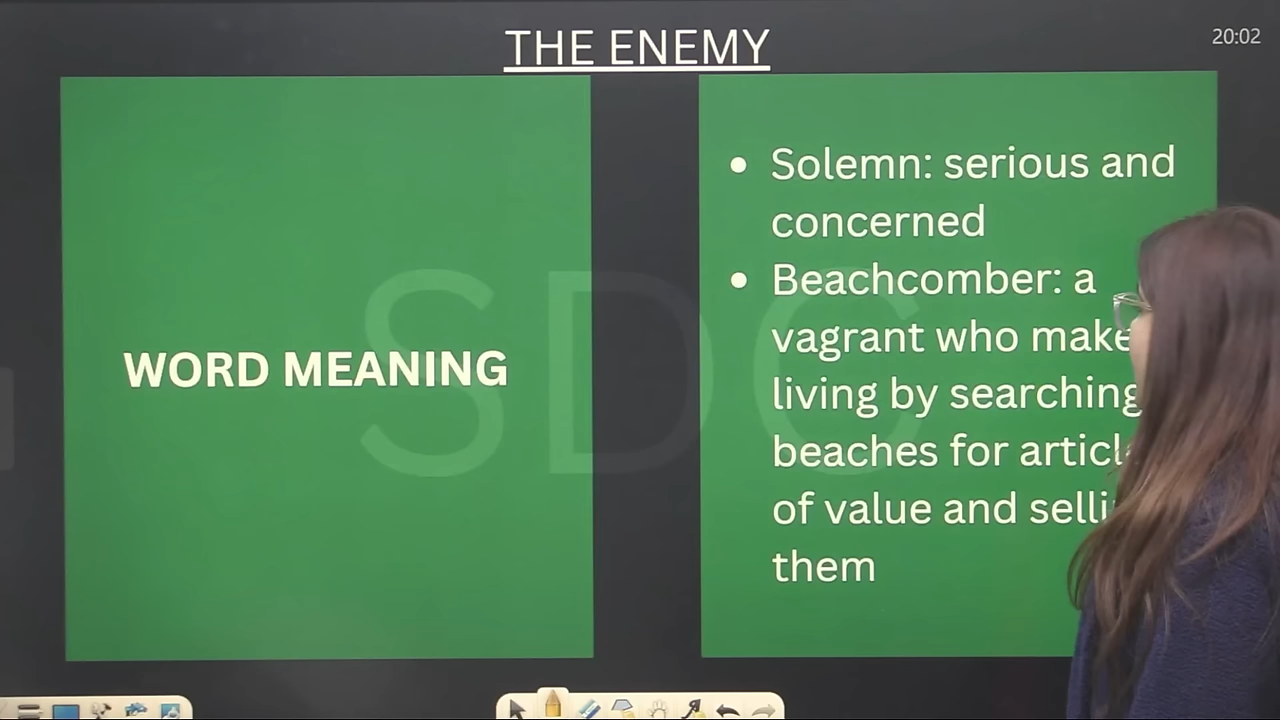 THE ENEMY
20:02
WORD MEANING
SDC
• Solemn: serious and
concerned
• Beachcomber: a
vagrant who
living by searching
beaches for
of value and
them